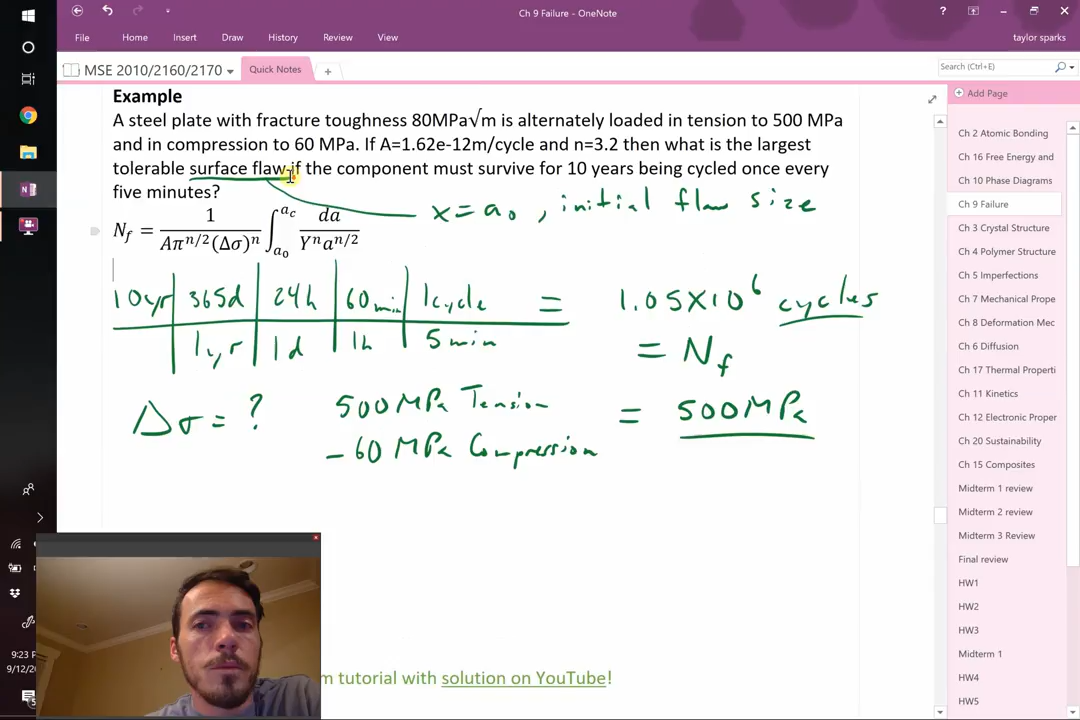 Ch 9 Failure - OneNote
File Home Insert Draw History Review View
taylor sparks
MSE 2010/2160/2170
Quick Notes
Search (Ctrl+E)
Example
A steel plate with fracture toughness 80MPa√m is alternately loaded in tension to 500 MPa
and in compression to 60 MPa. If A=1.62e-12m/cycle and n=3.2 then what is the largest
tolerable surface flaw if the component must survive for 10 years being cycled once every
five minutes?
x = a₀ , initial flaw size
N_f = 1 / (Aπ^(n/2)(Δσ)^n) ∫_(a₀)^(a_c) da / (Y^n a^(n/2))
10yr | 365d | 24h | 60min | 1cycle = 1.05X10⁶ cycles
1yr | 1d | 1h | 5 min = N_f
Δσ = ? 500MPa Tension = 500MPa
-60 MPa Compression
m tutorial with solution on YouTube!
Add Page
Ch 2 Atomic Bonding
Ch 16 Free Energy and
Ch 10 Phase Diagrams
Ch 9 Failure
Ch 3 Crystal Structure
Ch 4 Polymer Structure
Ch 5 Imperfections
Ch 7 Mechanical Prope
Ch 8 Deformation Mec
Ch 6 Diffusion
Ch 17 Thermal Properti
Ch 11 Kinetics
Ch 12 Electronic Proper
Ch 20 Sustainability
Ch 15 Composites
Midterm 1 review
Midterm 2 review
Midterm 3 Review
Final review
HW1
HW2
HW3
Midterm 1
HW4
HW5
9:23 P
9/12/20